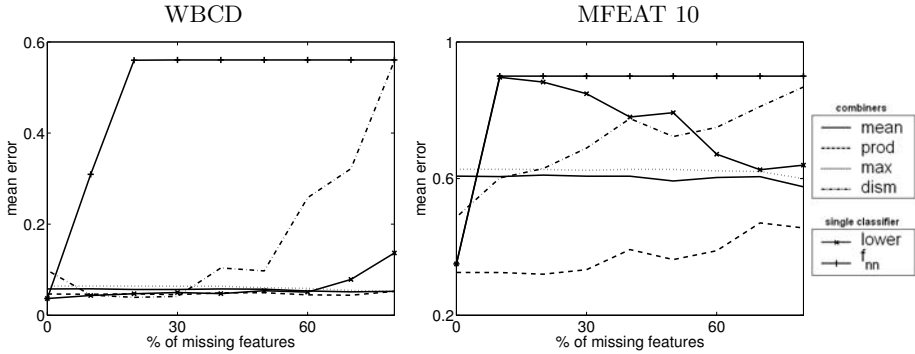 WBCD
0.6
0.4
0.2
0
mean error
0
30
60
% of missing features
MFEAT 10
1
0.6
0.2
mean error
0
30
60
% of missing features
combiners
mean
prod
max
dism
single classifier
lower
f_nn